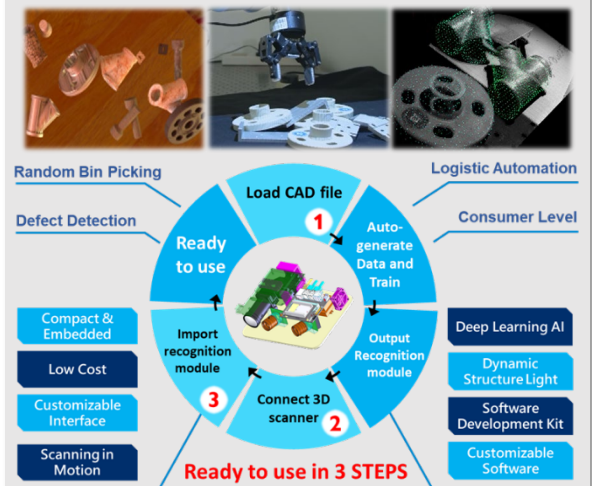 Random Bin Picking
Logistic Automation
Defect Detection
Consumer Level
Load CAD file
1
Auto-
generate
Data and
Train
Ready
to use
Output
Recognition
module
Import
recognition
module
3
Connect 3D
scanner
2
Compact &
Embedded
Low Cost
Customizable
Interface
Scanning in
Motion
Deep Learning AI
Dynamic
Structure Light
Software
Development Kit
Customizable
Software
Ready to use in 3 STEPS